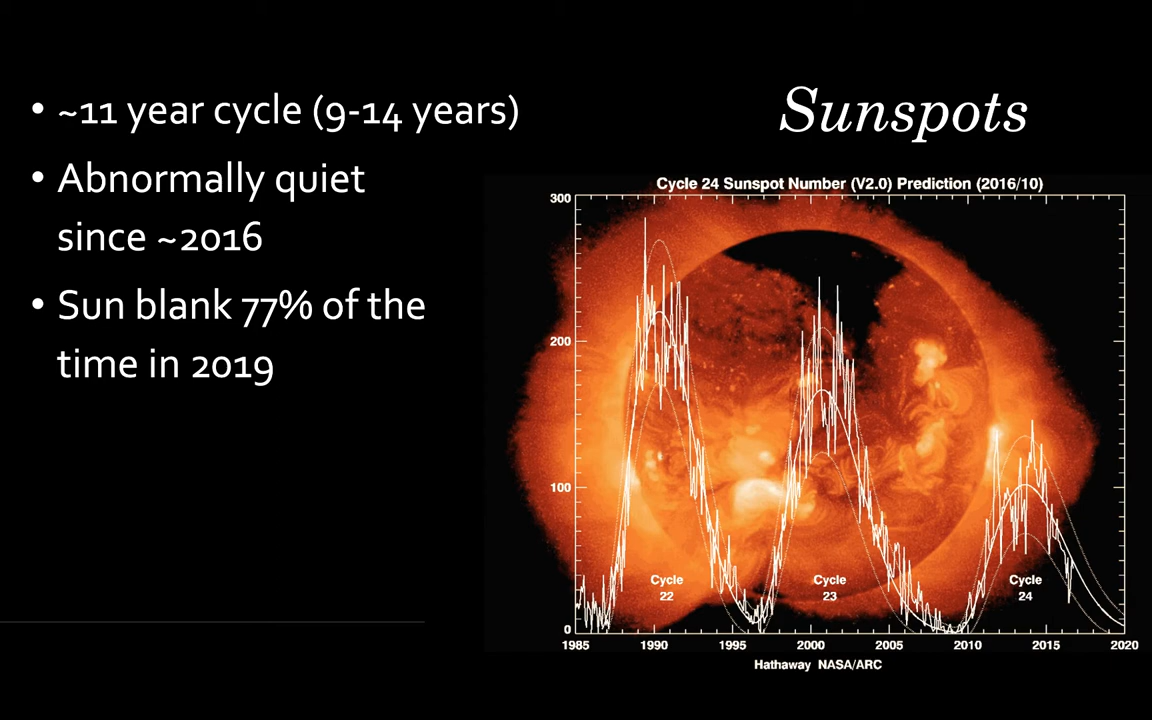 Sunspots
• ~11 year cycle (9-14 years)
• Abnormally quiet
since ~2016
• Sun blank 77% of the
time in 2019
Cycle 24 Sunspot Number (V2.0) Prediction (2016/10)
300
200
100
0
Cycle
22
Cycle
23
Cycle
24
1985 1990 1995 2000 2005 2010 2015 2020
Hathaway NASA/ARC